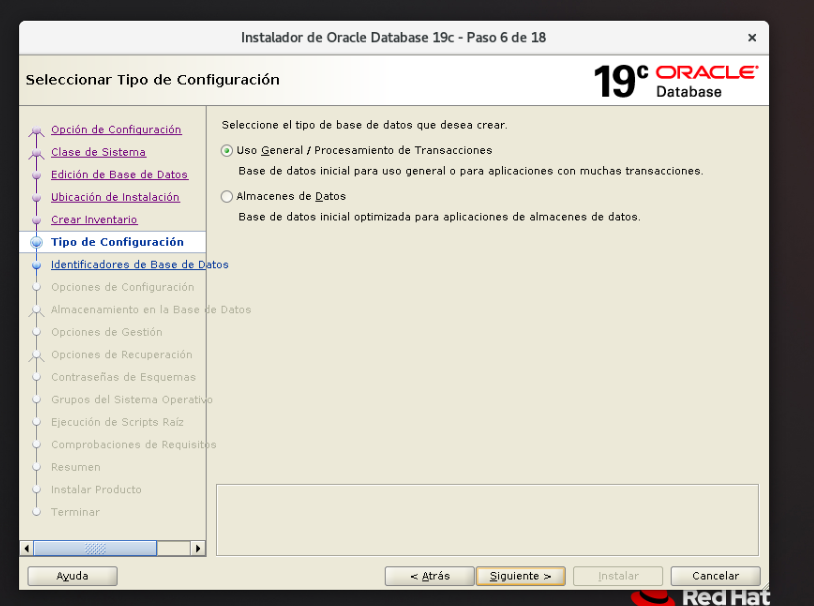 Instalador de Oracle Database 19c - Paso 6 de 18
×
Seleccionar Tipo de Configuración
19c ORACLE
Database
Opción de Configuración
Clase de Sistema
Edición de Base de Datos
Ubicación de Instalación
Crear Inventario
Tipo de Configuración
Identificadores de Base de Datos
Opciones de Configuración
Almacenamiento en la Base de Datos
Opciones de Gestión
Opciones de Recuperación
Contraseñas de Esquemas
Grupos del Sistema Operativo
Ejecución de Scripts Raíz
Comprobaciones de Requisitos
Resumen
Instalar Producto
Terminar
Seleccione el tipo de base de datos que desea crear.
Uso General / Procesamiento de Transacciones
Base de datos inicial para uso general o para aplicaciones con muchas transacciones.
Almacenes de Datos
Base de datos inicial optimizada para aplicaciones de almacenes de datos.
Ayuda
< Atrás
Siguiente >
Instalar
Cancelar
Red Hat